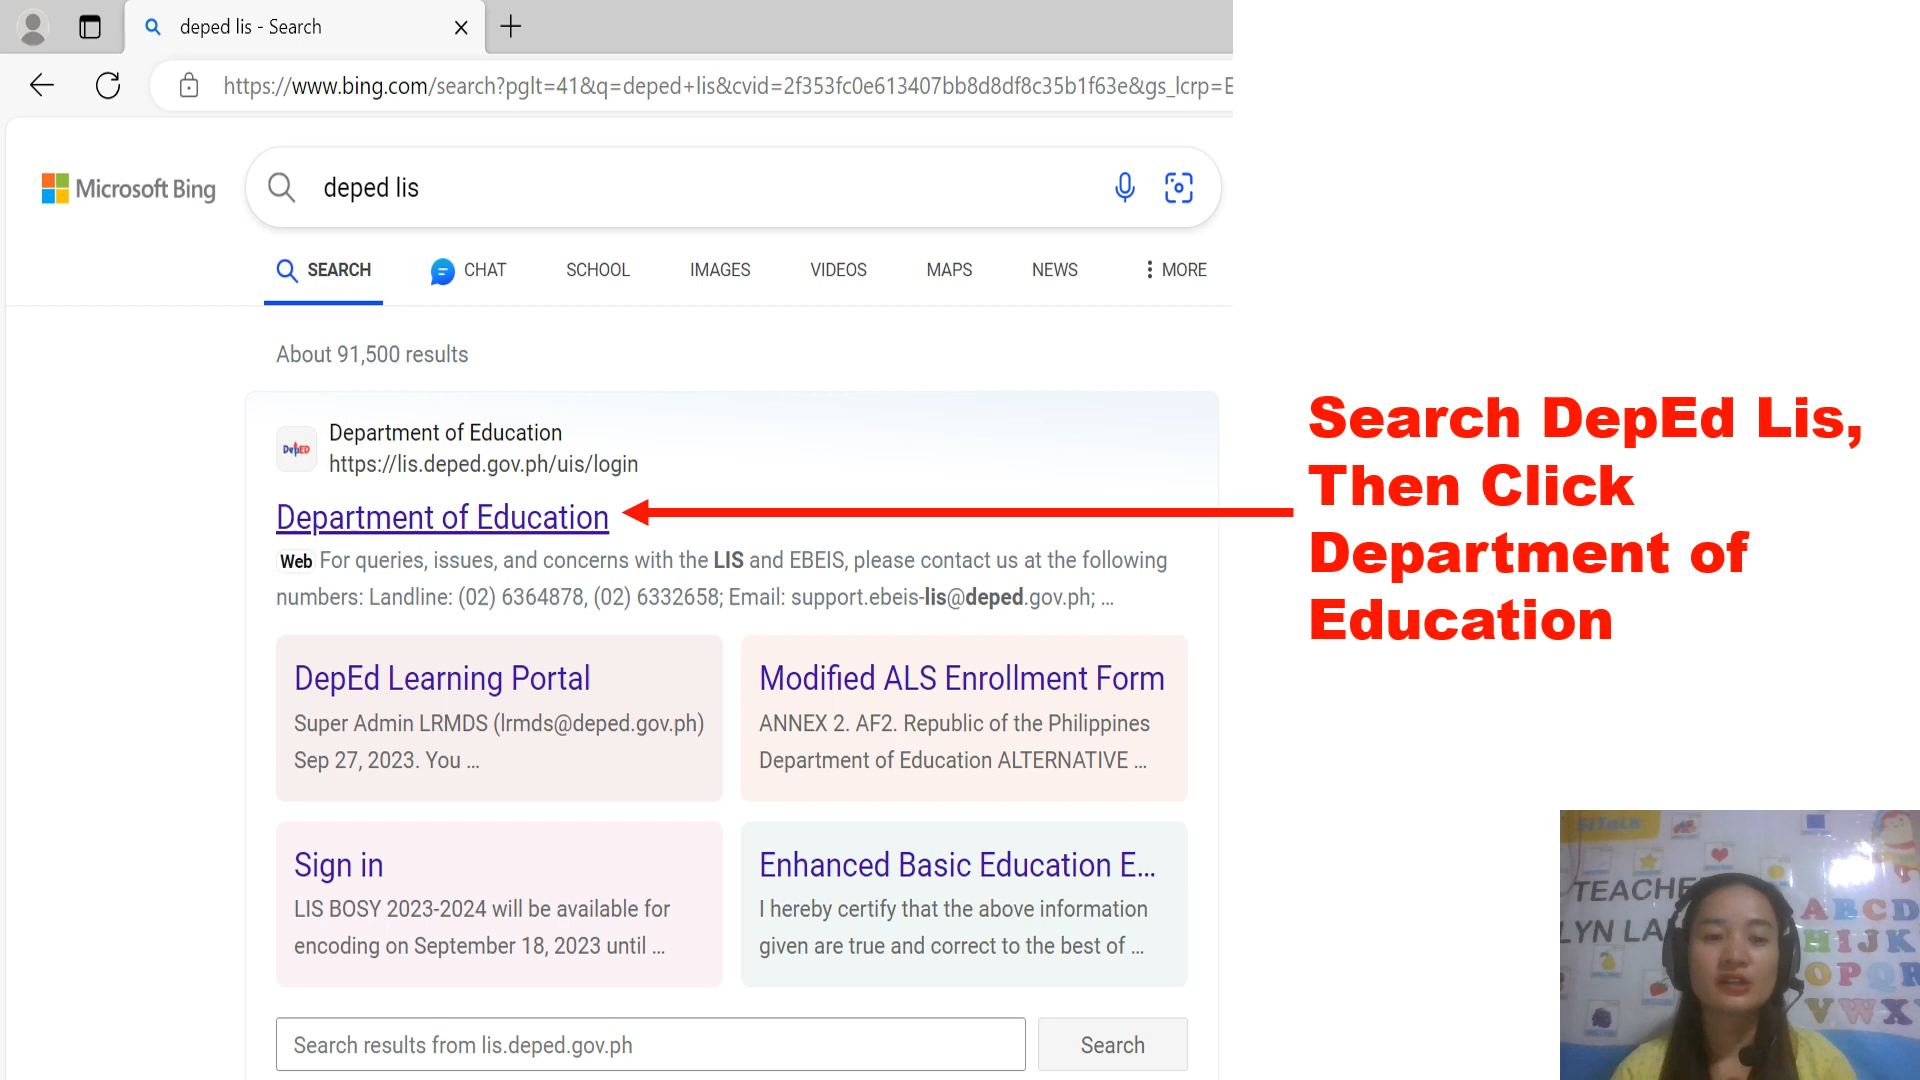 deped lis - Search
https://www.bing.com/search?pglt=41&q=deped+lis&cvid=2f353fc0e613407bb8d8df8c35b1f63e&gs_lcrp=E
Microsoft Bing
deped lis
SEARCH
CHAT
SCHOOL
IMAGES
VIDEOS
MAPS
NEWS
MORE
About 91,500 results
DepED
Department of Education
https://lis.deped.gov.ph/uis/login
Department of Education
Web For queries, issues, and concerns with the LIS and EBEIS, please contact us at the following
numbers: Landline: (02) 6364878, (02) 6332658; Email: support.ebeis-lis@deped.gov.ph; ...
DepEd Learning Portal
Super Admin LRMDS (lrmds@deped.gov.ph)
Sep 27, 2023. You ...
Modified ALS Enrollment Form
ANNEX 2. AF2. Republic of the Philippines
Department of Education ALTERNATIVE ...
Sign in
LIS BOSY 2023-2024 will be available for
encoding on September 18, 2023 until ...
Enhanced Basic Education E...
I hereby certify that the above information
given are true and correct to the best of ...
Search results from lis.deped.gov.ph
Search
Search DepEd Lis,
Then Click
Department of
Education
TEACHE
LYN LA
ABCD
HIJK
OPQR
VWX